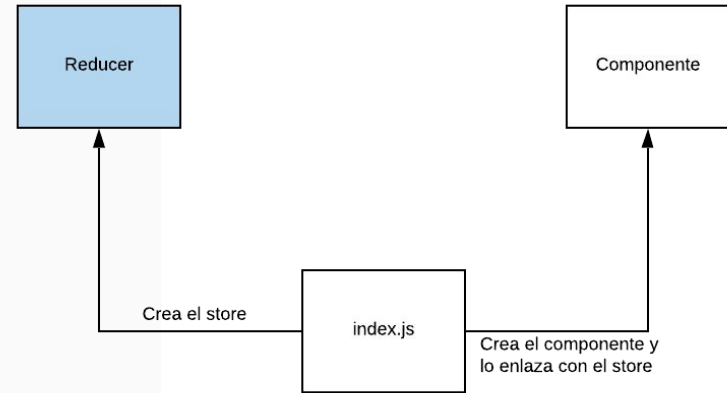 Reducer
Componente
Crea el store
index.js
Crea el componente y
lo enlaza con el store